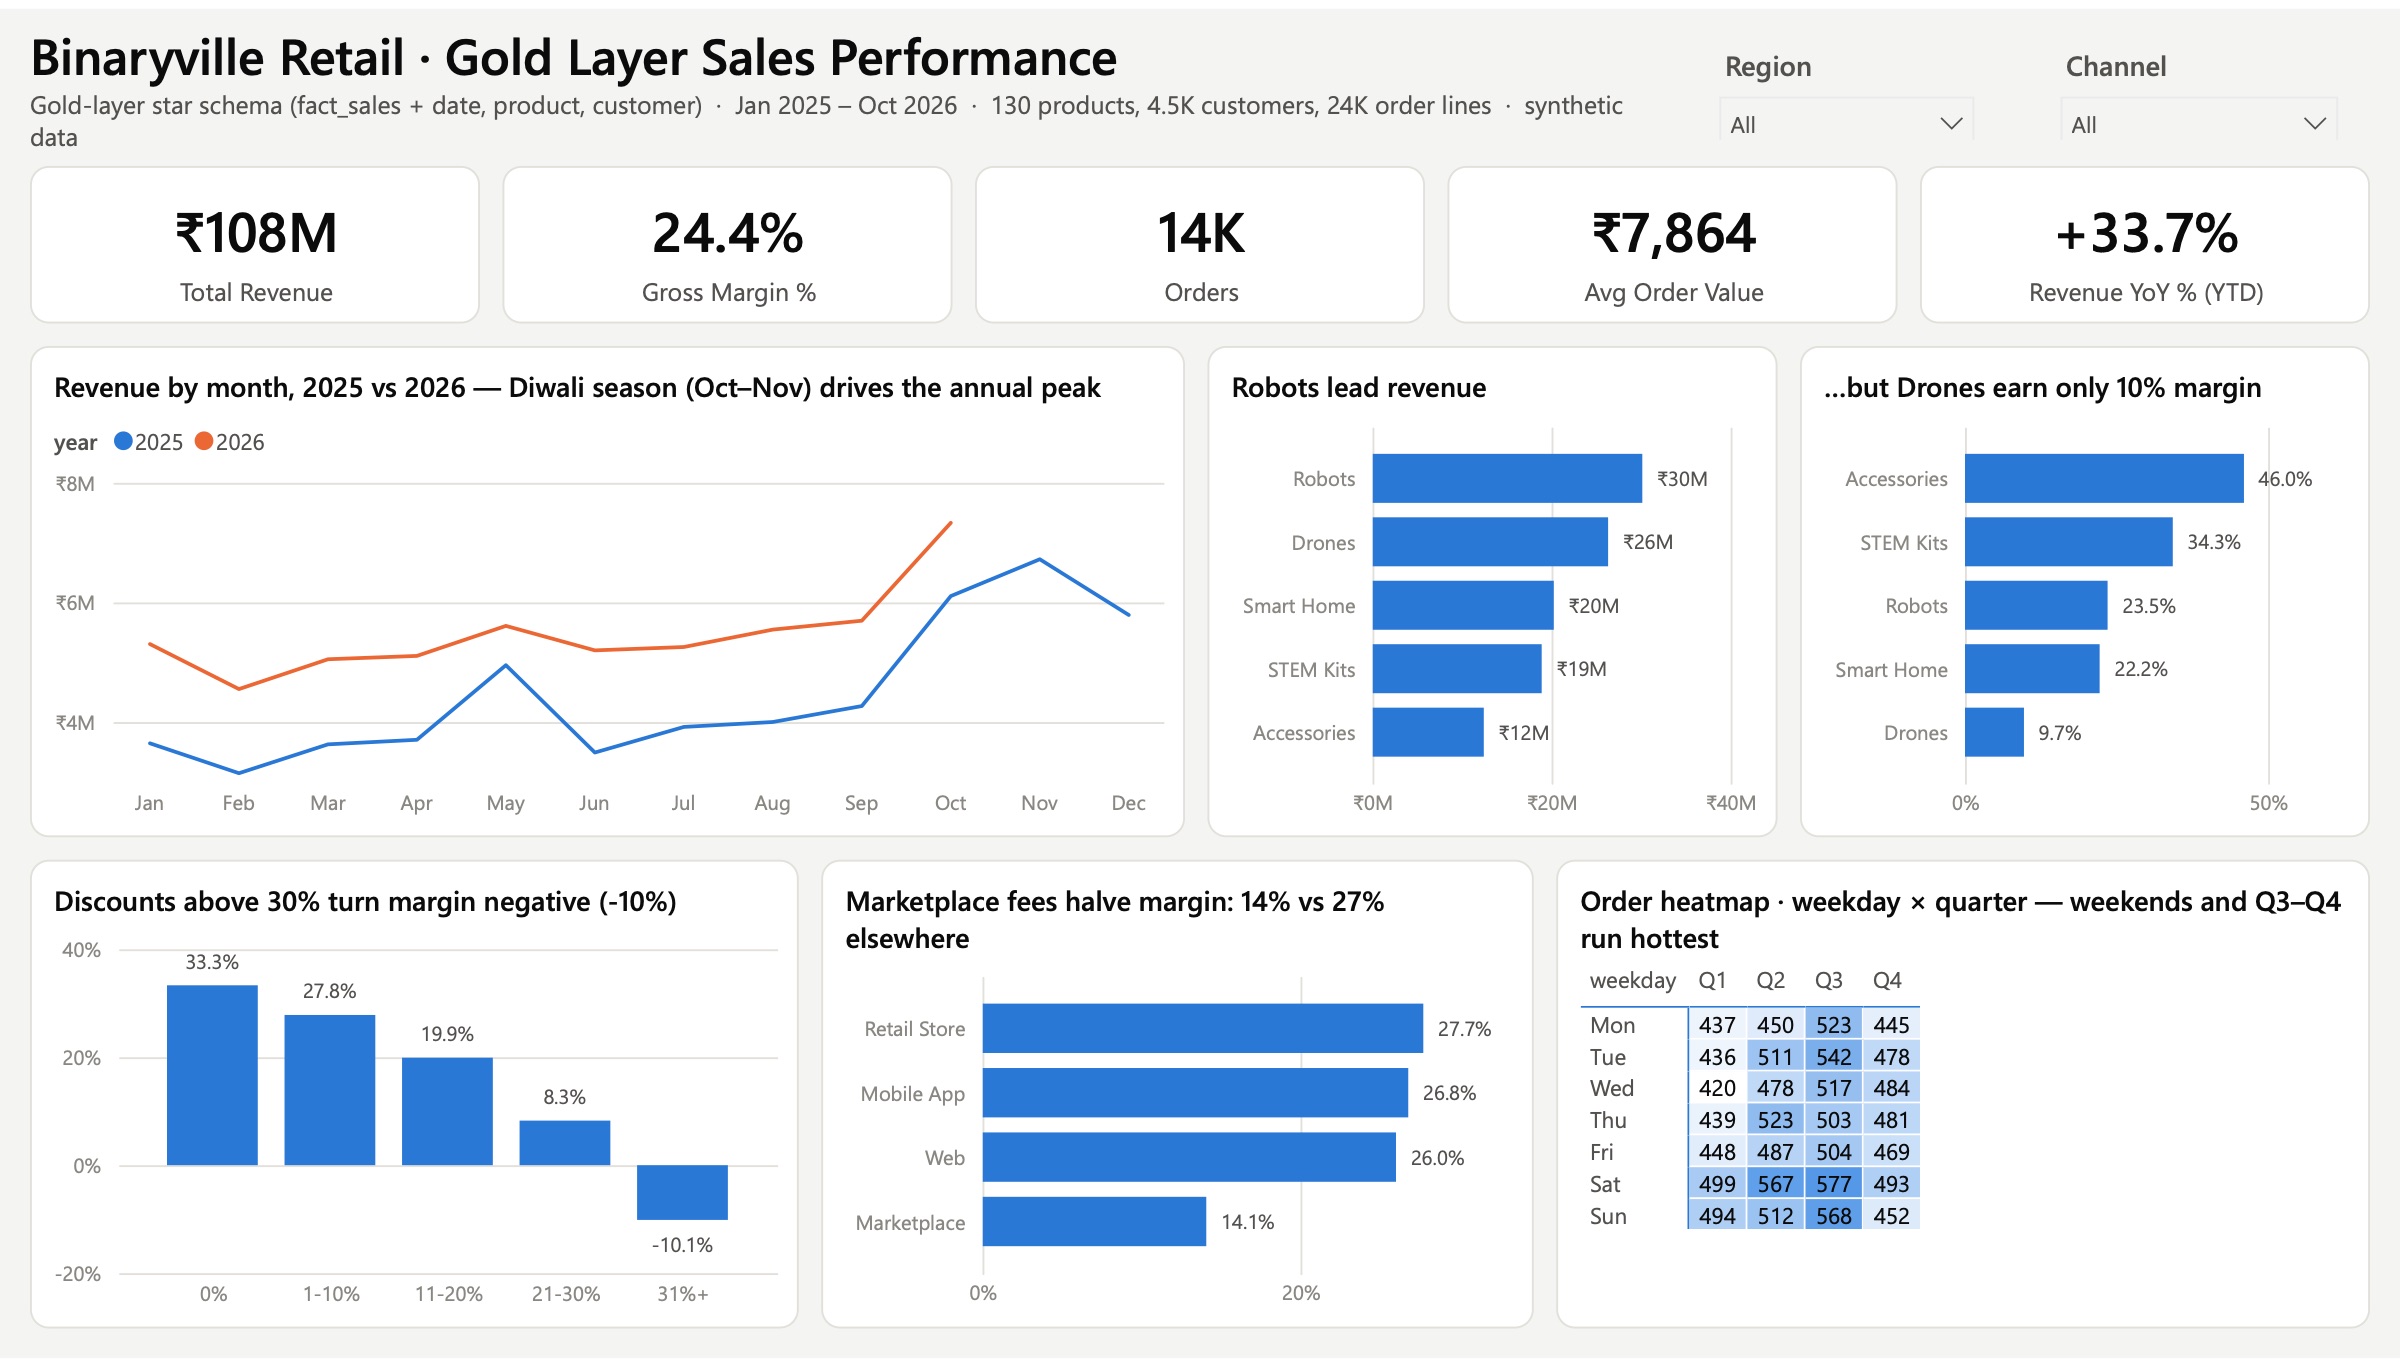 Binaryville Retail · Gold Layer Sales Performance
Gold-layer star schema (fact_sales + date, product, customer) · Jan 2025 – Oct 2026 · 130 products, 4.5K customers, 24K order lines · synthetic
data
Region
All
Channel
All
₹108M
Total Revenue
24.4%
Gross Margin %
14K
Orders
₹7,864
Avg Order Value
+33.7%
Revenue YoY % (YTD)
Revenue by month, 2025 vs 2026 — Diwali season (Oct–Nov) drives the annual peak
year 2025 2026
₹8M
₹6M
₹4M
Jan Feb Mar Apr May Jun Jul Aug Sep Oct Nov Dec
Robots lead revenue
Robots ₹30M
Drones ₹26M
Smart Home ₹20M
STEM Kits ₹19M
Accessories ₹12M
₹0M ₹20M ₹40M
...but Drones earn only 10% margin
Accessories 46.0%
STEM Kits 34.3%
Robots 23.5%
Smart Home 22.2%
Drones 9.7%
0% 50%
Discounts above 30% turn margin negative (-10%)
40%
20%
0%
-20%
33.3%
27.8%
19.9%
8.3%
-10.1%
0% 1-10% 11-20% 21-30% 31%+
Marketplace fees halve margin: 14% vs 27%
elsewhere
Retail Store 27.7%
Mobile App 26.8%
Web 26.0%
Marketplace 14.1%
0% 20%
Order heatmap · weekday × quarter — weekends and Q3–Q4
run hottest
weekday Q1 Q2 Q3 Q4
Mon 437 450 523 445
Tue 436 511 542 478
Wed 420 478 517 484
Thu 439 523 503 481
Fri 448 487 504 469
Sat 499 567 577 493
Sun 494 512 568 452